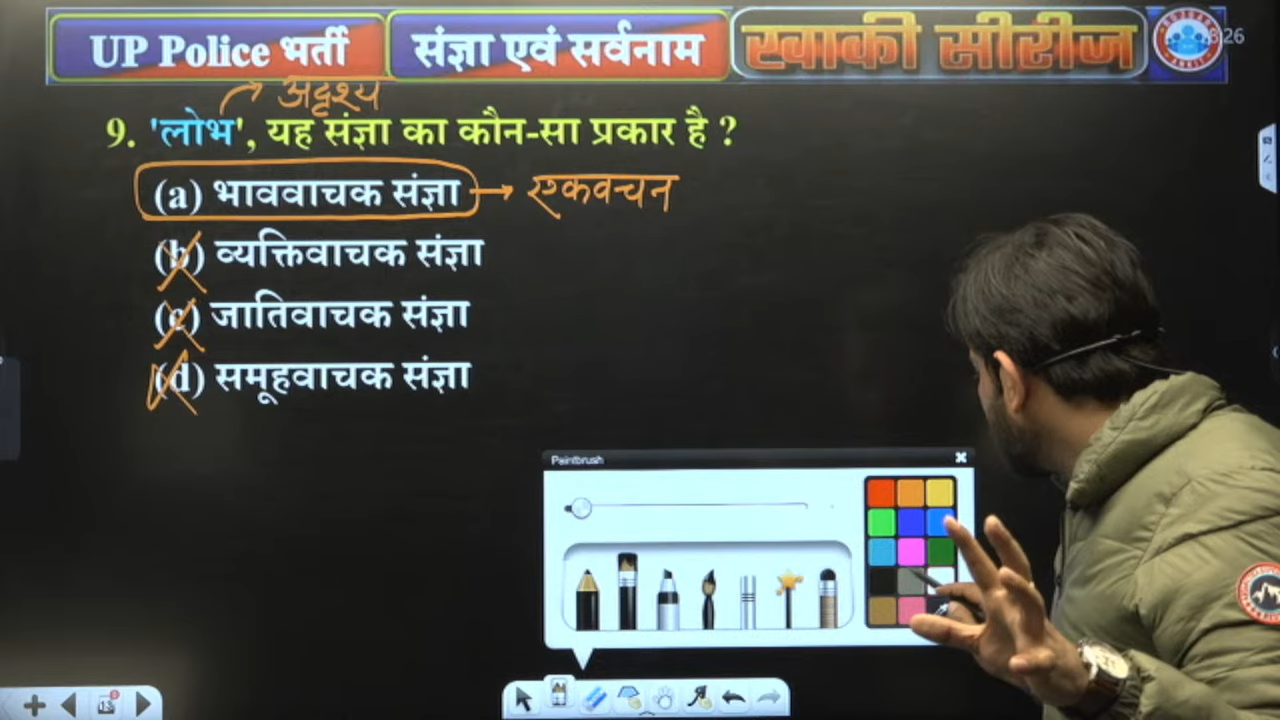 UP Police भर्ती संज्ञा एवं सर्वनाम खाकी सीरीज
अदृश्य
9. 'लोभ', यह संज्ञा का कौन-सा प्रकार है ?
(a) भाववाचक संज्ञा → एकवचन
(b) व्यक्तिवाचक संज्ञा
(c) जातिवाचक संज्ञा
(d) समूहवाचक संज्ञा
Paintbrush